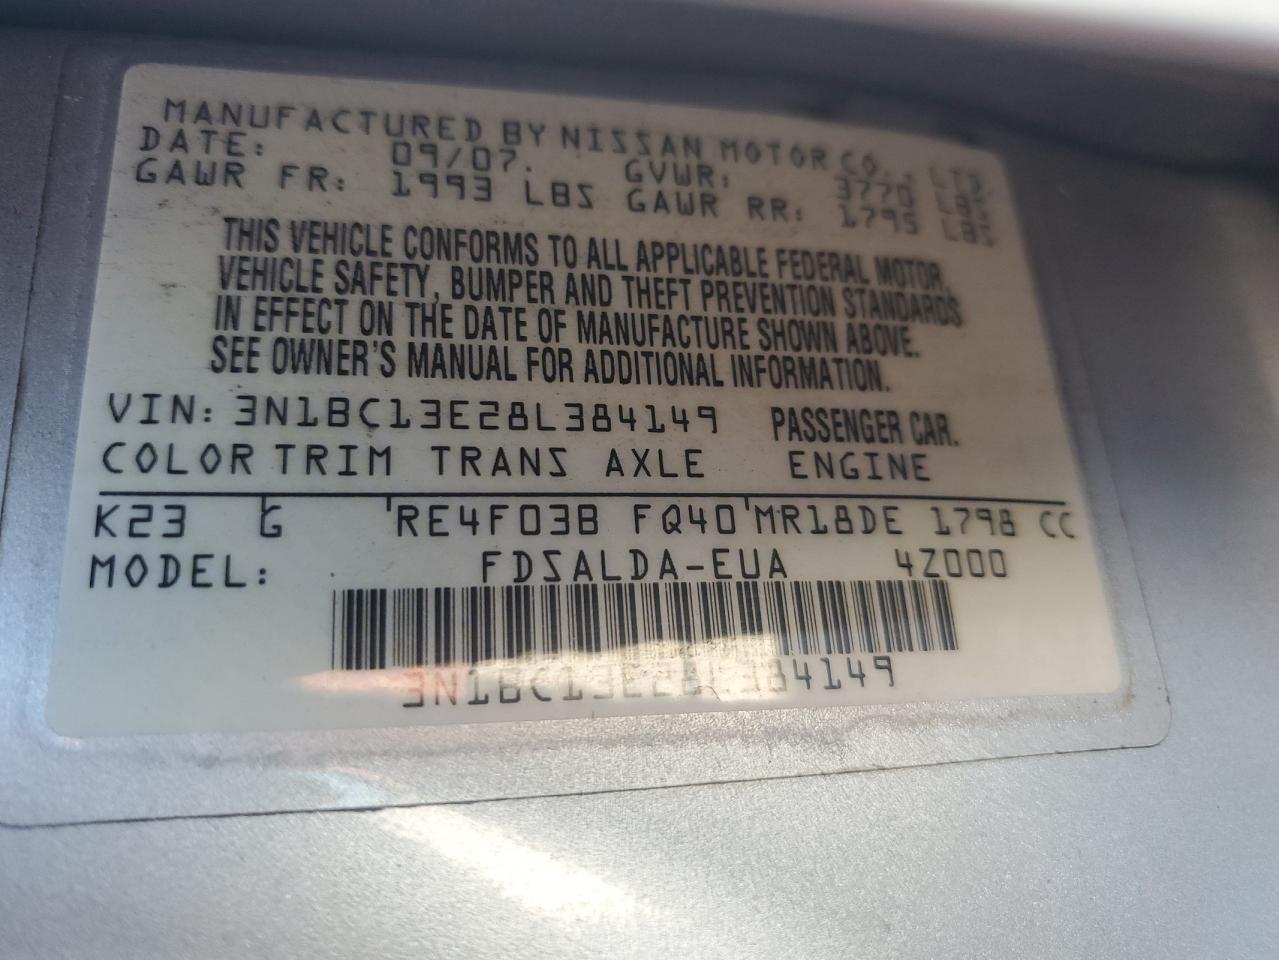 MANUFACTURED BY NISSAN MOTOR CO., LTD.
DATE: 09/07. GVWR: 3770 LBS
GAWR FR: 1993 LBS GAWR RR: 1795 LBS
THIS VEHICLE CONFORMS TO ALL APPLICABLE FEDERAL MOTOR
VEHICLE SAFETY, BUMPER AND THEFT PREVENTION STANDARDS
IN EFFECT ON THE DATE OF MANUFACTURE SHOWN ABOVE.
SEE OWNER'S MANUAL FOR ADDITIONAL INFORMATION.
VIN: 3N1BC13E28L384149 PASSENGER CAR.
COLOR TRIM TRANS AXLE ENGINE
K23 G RE4F03B FQ40 MR18DE 1798 CC
MODEL: FDSALDA-EUA 4Z000
3N1BC13E28L384149